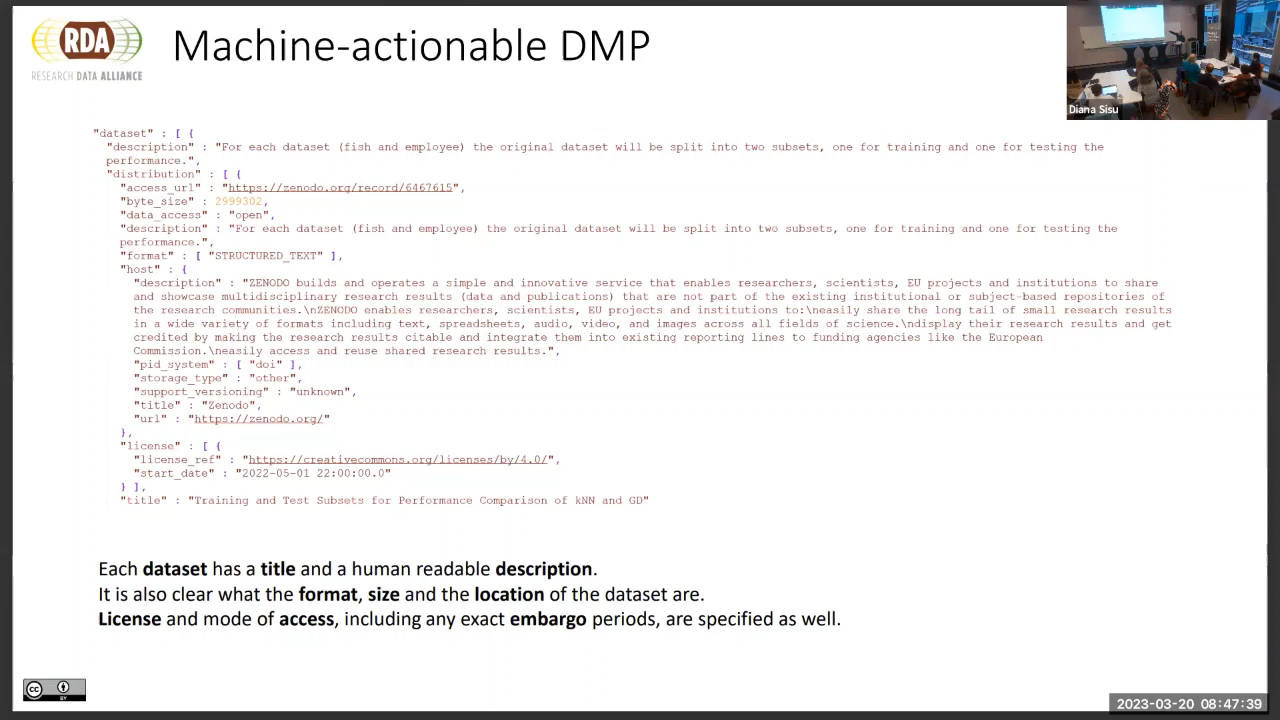 RDA
RESEARCH DATA ALLIANCE
Machine-actionable DMP
Diana Sisu
"dataset" : [ {
"description" : "For each dataset (fish and employee) the original dataset will be split into two subsets, one for training and one for testing the
performance.",
"distribution" : [ {
"access_url" : "https://zenodo.org/record/6467615",
"byte_size" : 2999302,
"data_access" : "open",
"description" : "For each dataset (fish and employee) the original dataset will be split into two subsets, one for training and one for testing the
performance.",
"format" : [ "STRUCTURED_TEXT" ],
"host" : {
"description" : "ZENODO builds and operates a simple and innovative service that enables researchers, scientists, EU projects and institutions to share
and showcase multidisciplinary research results (data and publications) that are not part of the existing institutional or subject-based repositories of
the research communities.\nZENODO enables researchers, scientists, EU projects and institutions to:\neasily share the long tail of small research results
in a wide variety of formats including text, spreadsheets, audio, video, and images across all fields of science.\ndisplay their research results and get
credited by making the research results citable and integrate them into existing reporting lines to funding agencies like the European
Commission.\neasily access and reuse shared research results.",
"pid_system" : [ "doi" ],
"storage_type" : "other",
"support_versioning" : "unknown",
"title" : "Zenodo",
"url" : "https://zenodo.org/"
},
"license" : [ {
"license_ref" : "https://creativecommons.org/licenses/by/4.0/",
"start_date" : "2022-05-01 22:00:00.0"
} ],
"title" : "Training and Test Subsets for Performance Comparison of kNN and GD"
Each dataset has a title and a human readable description.
It is also clear what the format, size and the location of the dataset are.
License and mode of access, including any exact embargo periods, are specified as well.
cc
BY
2023-03-20 08:47:39